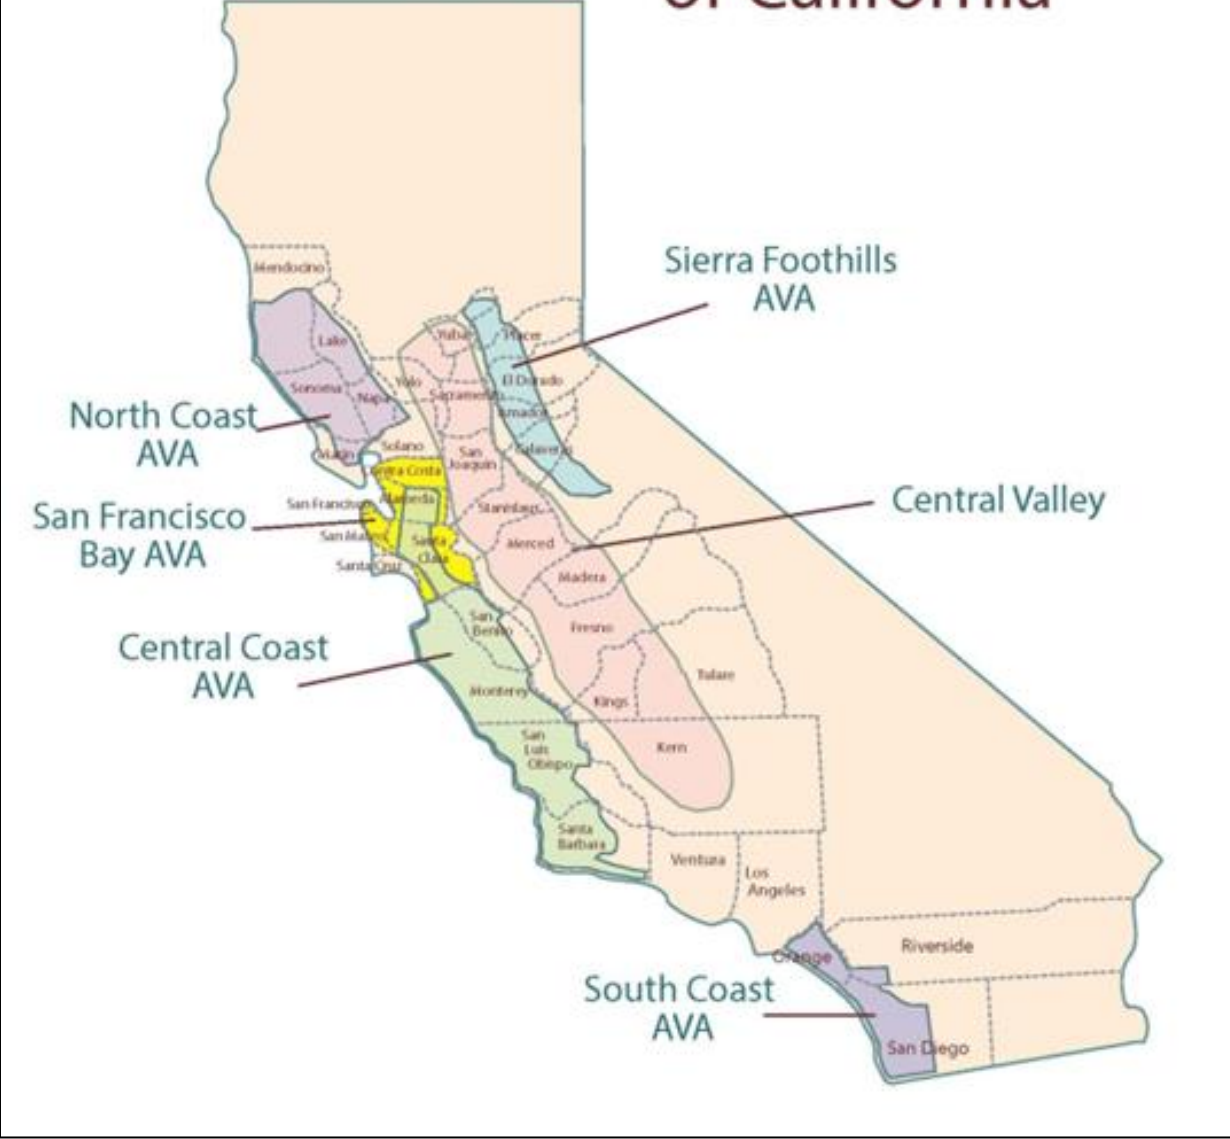 of California
Mendocino
Sierra Foothills
AVA
Lake
Yuba
Placer
Sonoma
Napa
Yolo
Sacramento
El Dorado
Amador
Calaveras
North Coast
AVA
Marin
Solano
San
Joaquin
Contra Costa
Alameda
San Francisco
San Francisco
Bay AVA
San Mateo
Santa
Clara
Santa Cruz
Stanislaus
Central Valley
Merced
Madera
San
Benito
Fresno
Central Coast
AVA
Monterey
Kings
Tulare
San
Luis
Obispo
Kern
Santa
Barbara
Ventura
Los
Angeles
Orange
Riverside
South Coast
AVA
San Diego